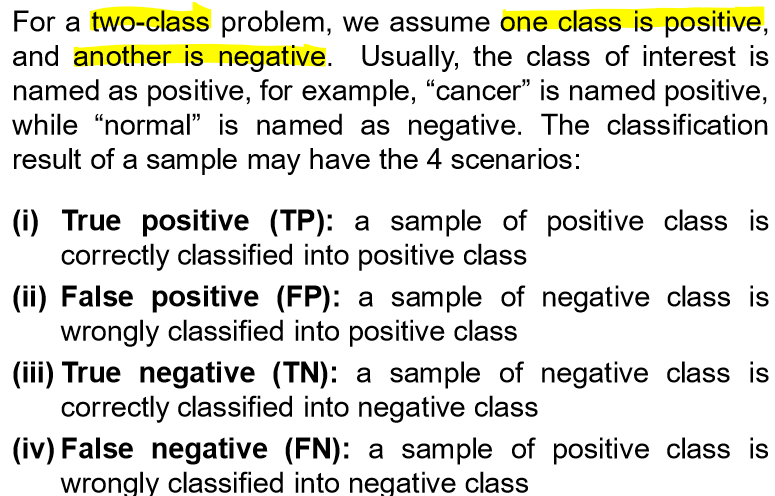 For a two-class problem, we assume one class is positive,
and another is negative. Usually, the class of interest is
named as positive, for example, “cancer” is named positive,
while “normal” is named as negative. The classification
result of a sample may have the 4 scenarios:
(i) True positive (TP): a sample of positive class is
correctly classified into positive class
(ii) False positive (FP): a sample of negative class is
wrongly classified into positive class
(iii) True negative (TN): a sample of negative class is
correctly classified into negative class
(iv) False negative (FN): a sample of positive class is
wrongly classified into negative class